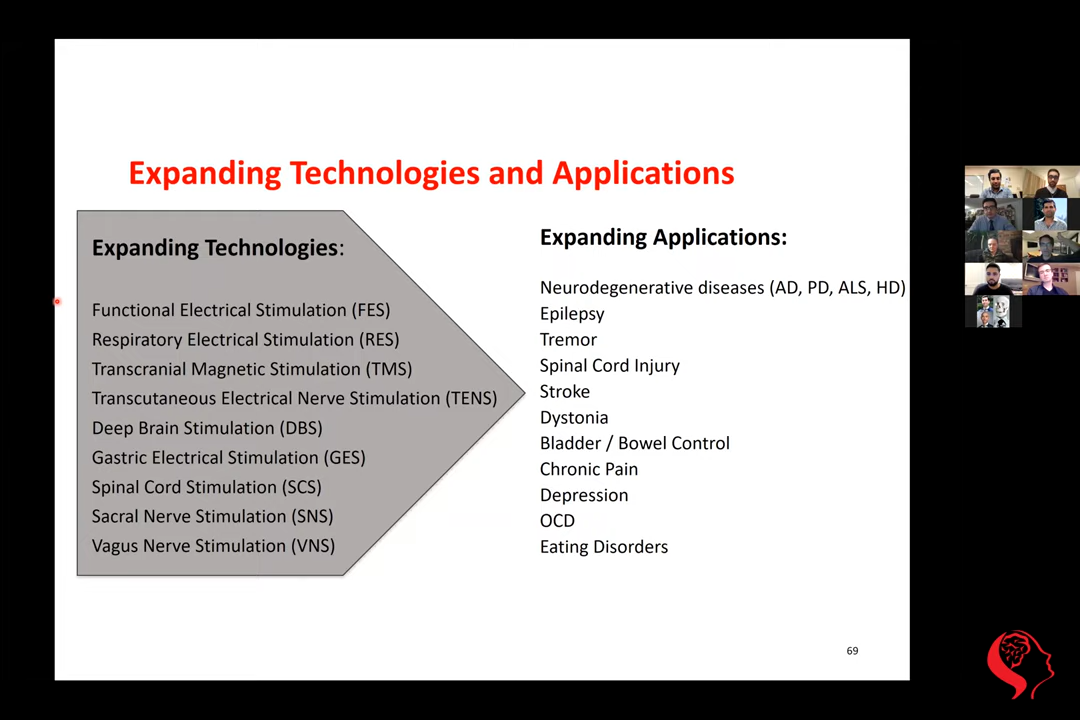 Expanding Technologies and Applications
Expanding Technologies:
Functional Electrical Stimulation (FES)
Respiratory Electrical Stimulation (RES)
Transcranial Magnetic Stimulation (TMS)
Transcutaneous Electrical Nerve Stimulation (TENS)
Deep Brain Stimulation (DBS)
Gastric Electrical Stimulation (GES)
Spinal Cord Stimulation (SCS)
Sacral Nerve Stimulation (SNS)
Vagus Nerve Stimulation (VNS)
Expanding Applications:
Neurodegenerative diseases (AD, PD, ALS, HD)
Epilepsy
Tremor
Spinal Cord Injury
Stroke
Dystonia
Bladder / Bowel Control
Chronic Pain
Depression
OCD
Eating Disorders
69